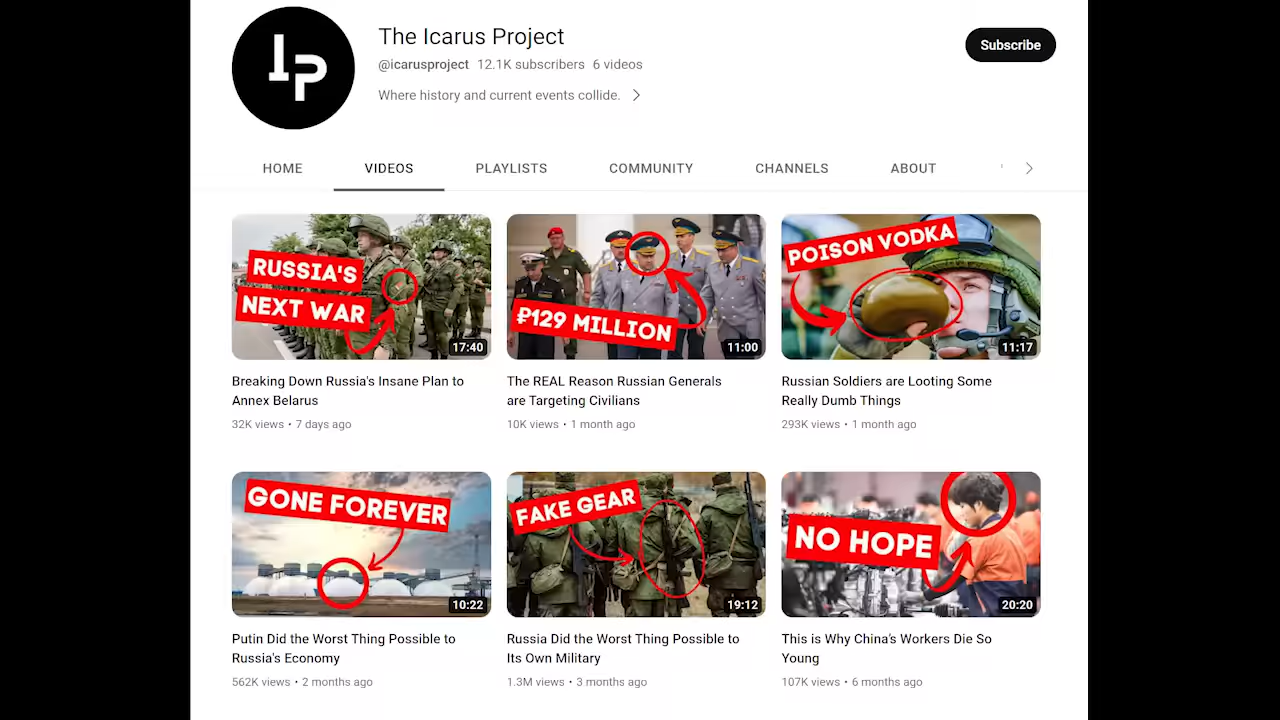 IP
The Icarus Project
Subscribe
@icarusproject 12.1K subscribers 6 videos
Where history and current events collide.
HOME VIDEOS PLAYLISTS COMMUNITY CHANNELS ABOUT
RUSSIA'S
NEXT WAR
17:40
₽129 MILLION
11:00
POISON VODKA
11:17
Breaking Down Russia's Insane Plan to
Annex Belarus
32K views • 7 days ago
The REAL Reason Russian Generals
are Targeting Civilians
10K views • 1 month ago
Russian Soldiers are Looting Some
Really Dumb Things
293K views • 1 month ago
GONE FOREVER
10:22
FAKE GEAR
19:12
NO HOPE
20:20
Putin Did the Worst Thing Possible to
Russia's Economy
562K views • 2 months ago
Russia Did the Worst Thing Possible to
Its Own Military
1.3M views • 3 months ago
This is Why China's Workers Die So
Young
107K views • 6 months ago